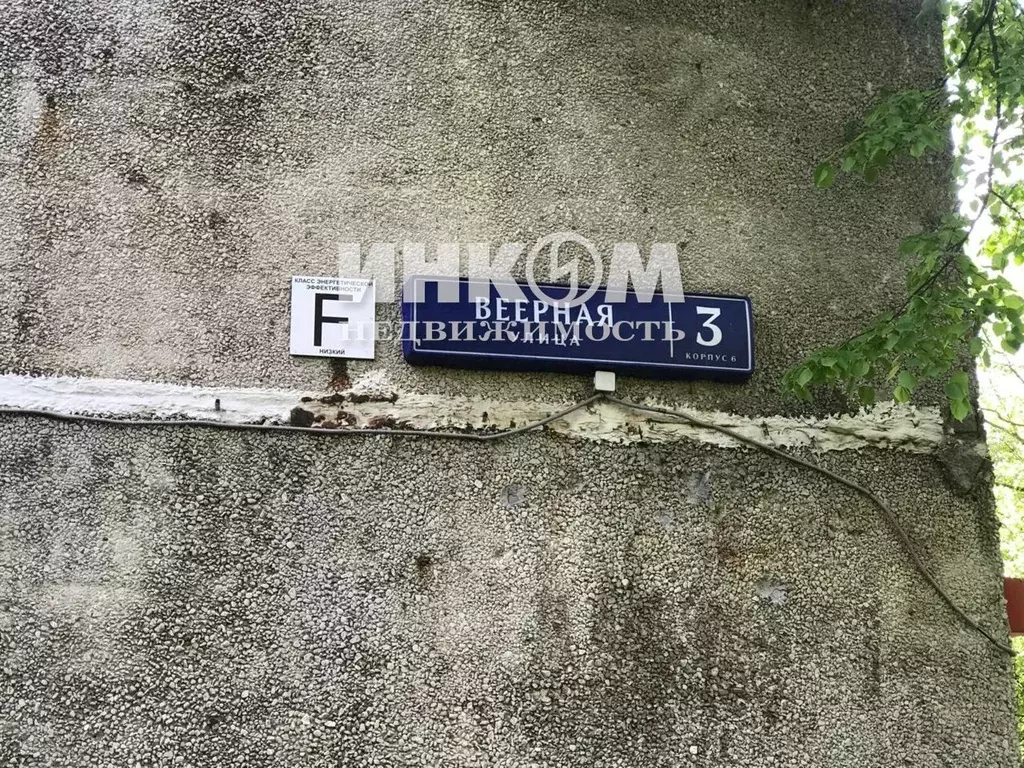 ИНКОМ
НЕДВИЖИМОСТЬ
КЛАСС ЭНЕРГЕТИЧЕСКОЙ
ЭФФЕКТИВНОСТИ
F
НИЗКИЙ
ВЕЕРНАЯ
УЛИЦА
3
КОРПУС 6